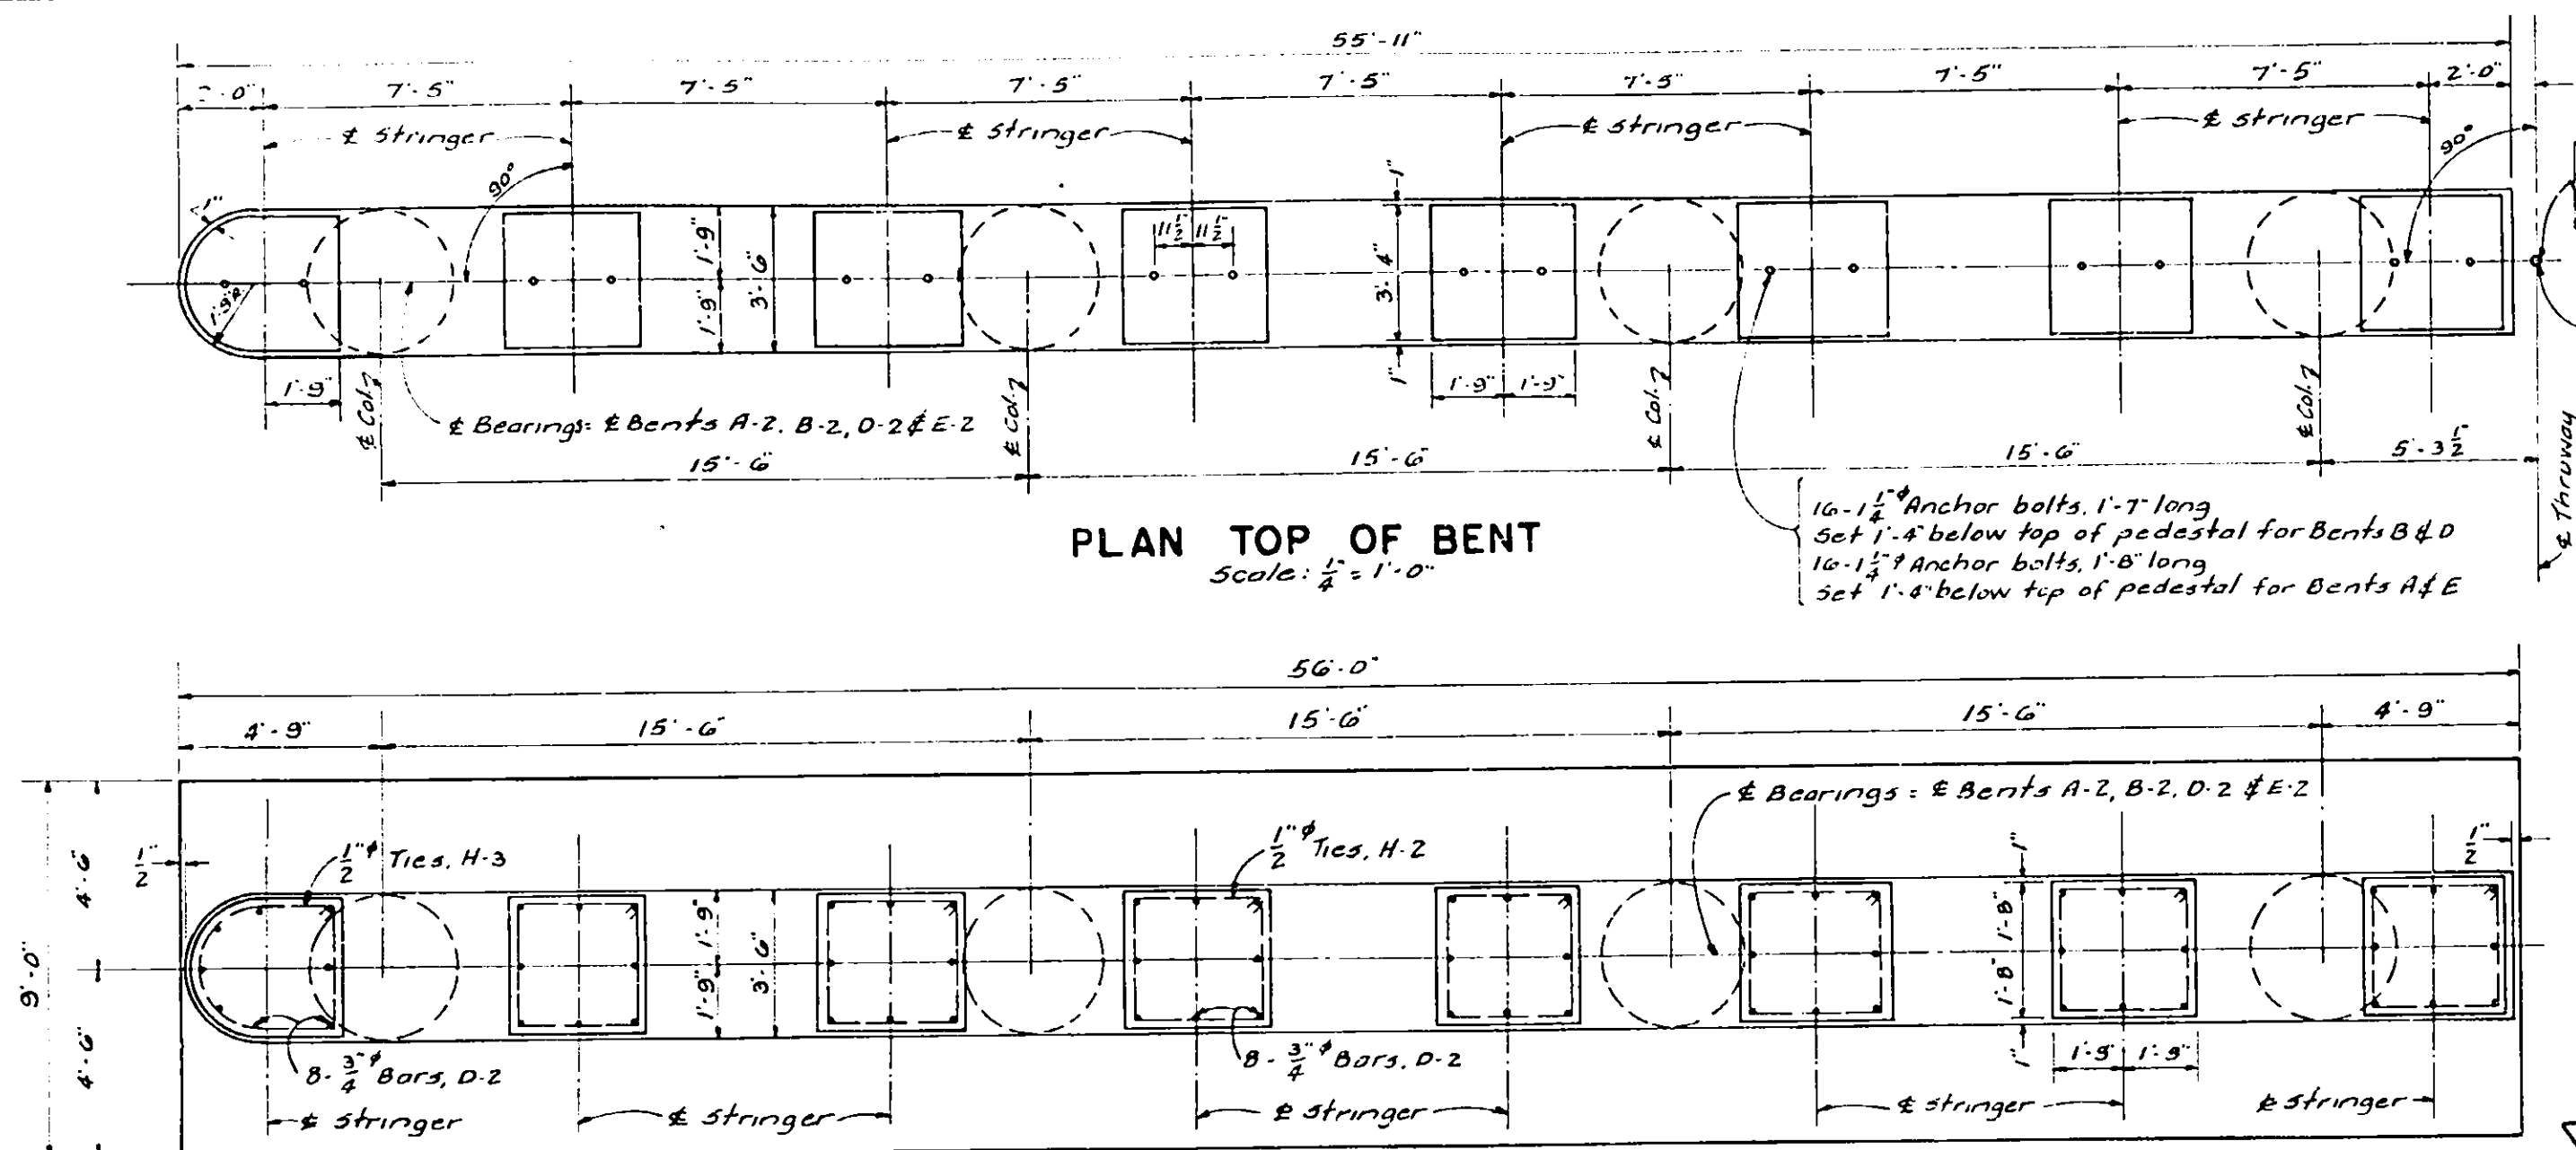 55'-11"
2'-0" 7'-5" 7'-5" 7'-5" 7'-5" 7'-5" 7'-5" 7'-5" 2'-0"
℄ Stringer ℄ Stringer ℄ Stringer ℄ Stringer
90° 90°
1" 1"
11½" 11½"
1'-9" 3'-6" 3'-4"
1'-9"
1'-9"R.
1" 
1'-9" 1'-9" 1'-9"
℄ Col. ℄ Col. ℄ Col. ℄ Col.
℄ Bearings = ℄ Bents A-2, B-2, D-2 & E-2
15'-6" 15'-6" 15'-6" 5'-3½"
℄ Thruway
PLAN TOP OF BENT
Scale: ¼" = 1'-0"
16-1¼"φ Anchor bolts, 1'-7" long
Set 1'-4" below top of pedestal for Bents B & D
16-1¼"φ Anchor bolts, 1'-8" long
Set 1'-4" below top of pedestal for Bents A & E
56'-0"
4'-9" 15'-6" 15'-6" 15'-6" 4'-9"
℄ Bearings = ℄ Bents A-2, B-2, D-2 & E-2
½" ½"φ Ties, H-3 ½"φ Ties, H-2 1" ½"
9'-0" 4'-6" 1'-9" 3'-6" 1'-8"
4'-6" 1'-9" 1'-8"
1"
1'-9" 1'-9"
8-¾"φ Bars, D-2 8-¾"φ Bars, D-2
℄ Stringer ℄ Stringer ℄ Stringer ℄ Stringer ℄ Stringer